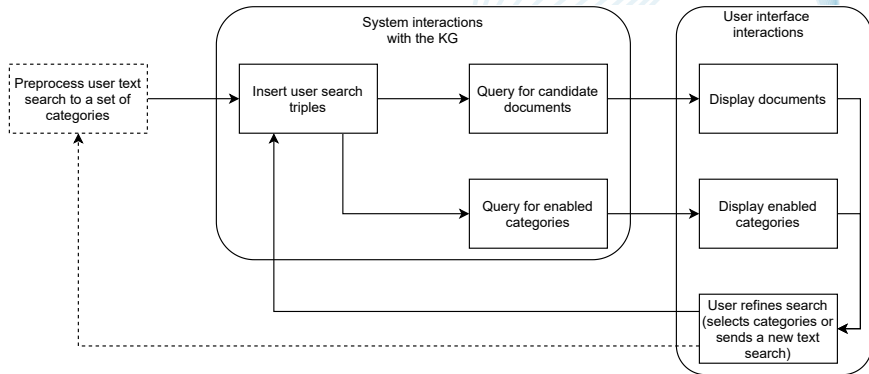 System interactions
with the KG
User interface
interactions
Preprocess user text
search to a set of
categories
Insert user search
triples
Query for candidate
documents
Display documents
Query for enabled
categories
Display enabled
categories
User refines search
(selects categories or
sends a new text
search)